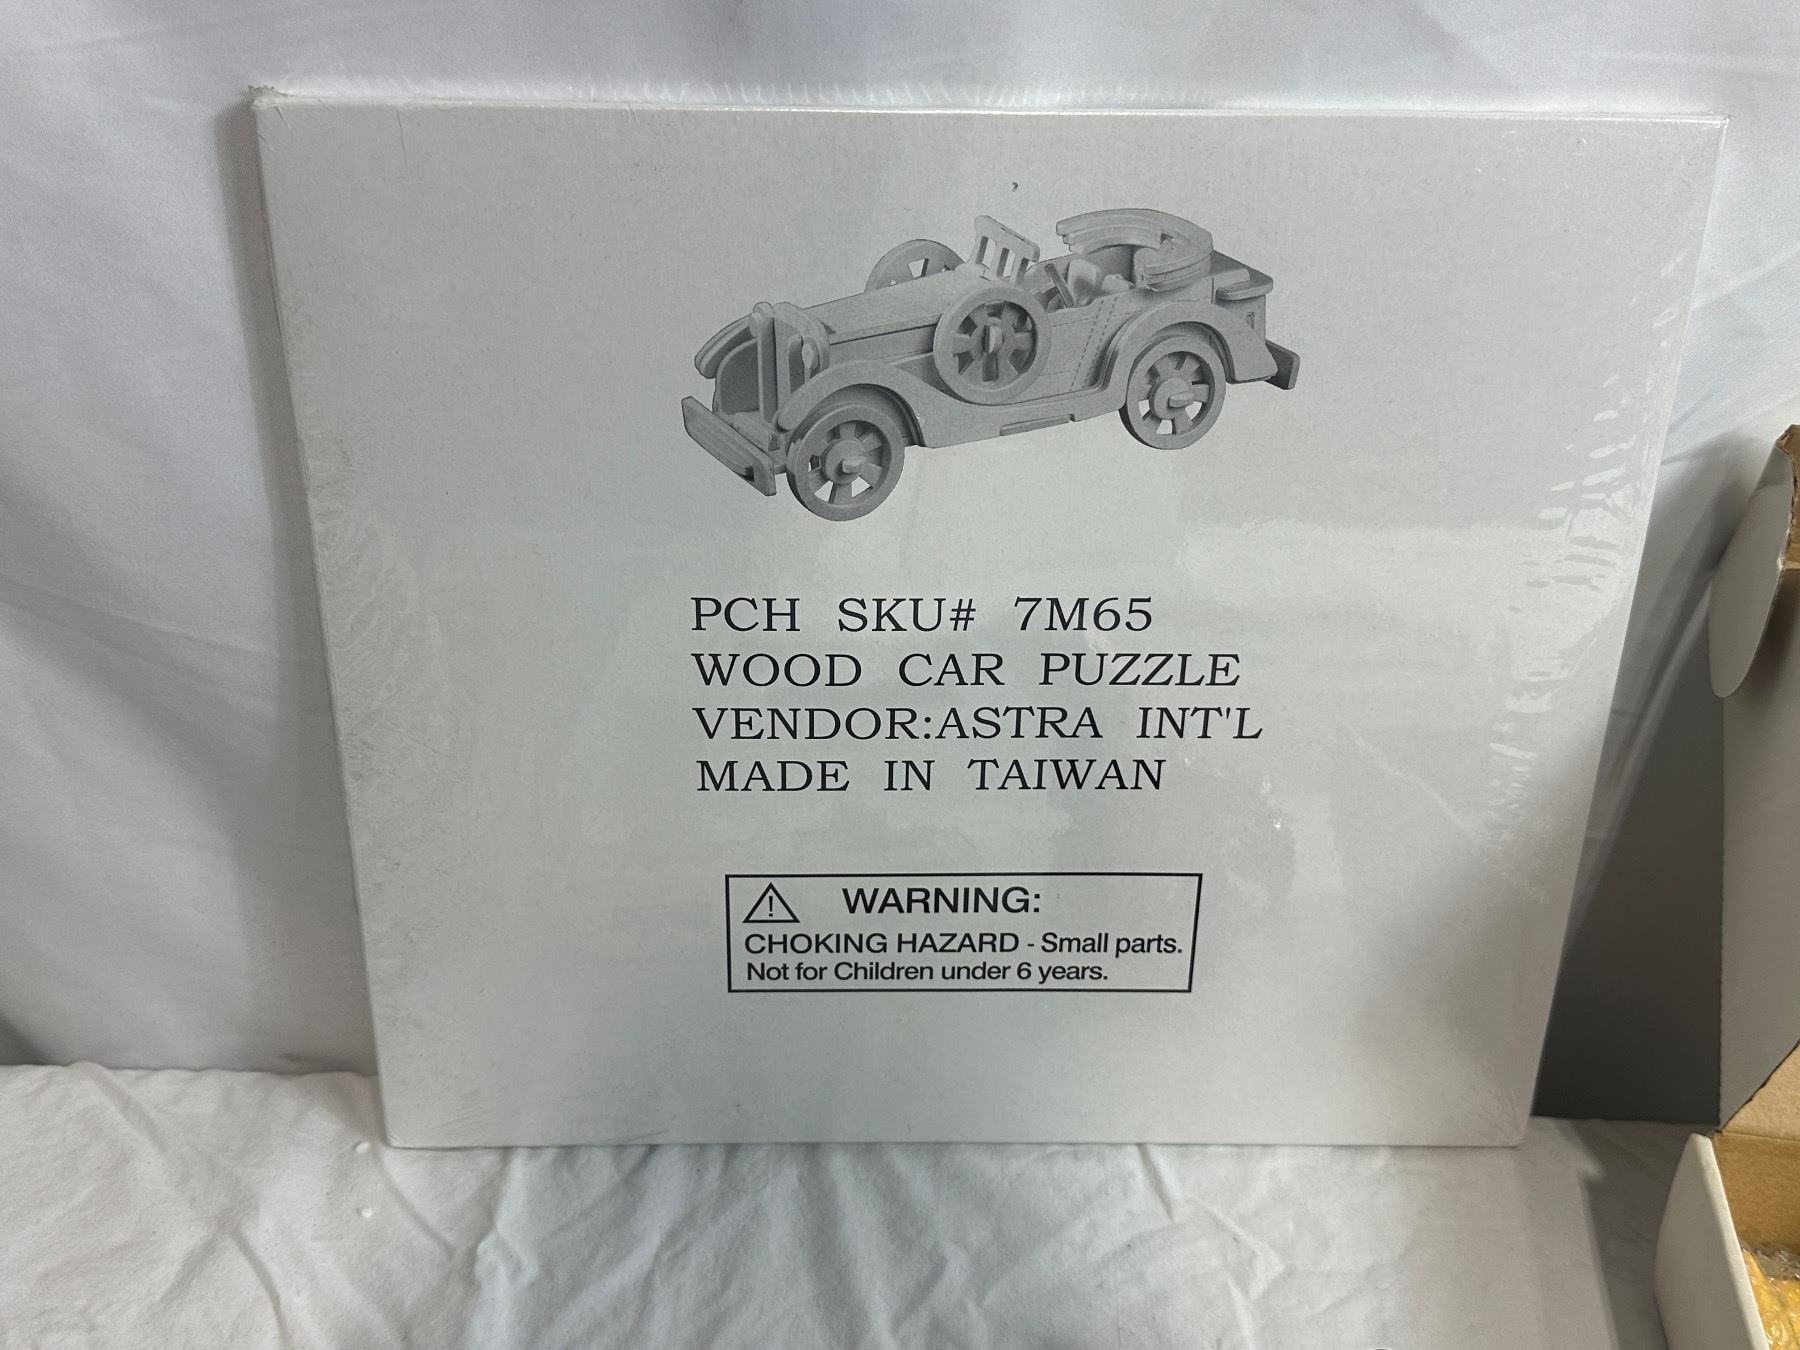 PCH SKU# 7M65
WOOD CAR PUZZLE
VENDOR:ASTRA INT'L
MADE IN TAIWAN
WARNING:
CHOKING HAZARD - Small parts.
Not for Children under 6 years.